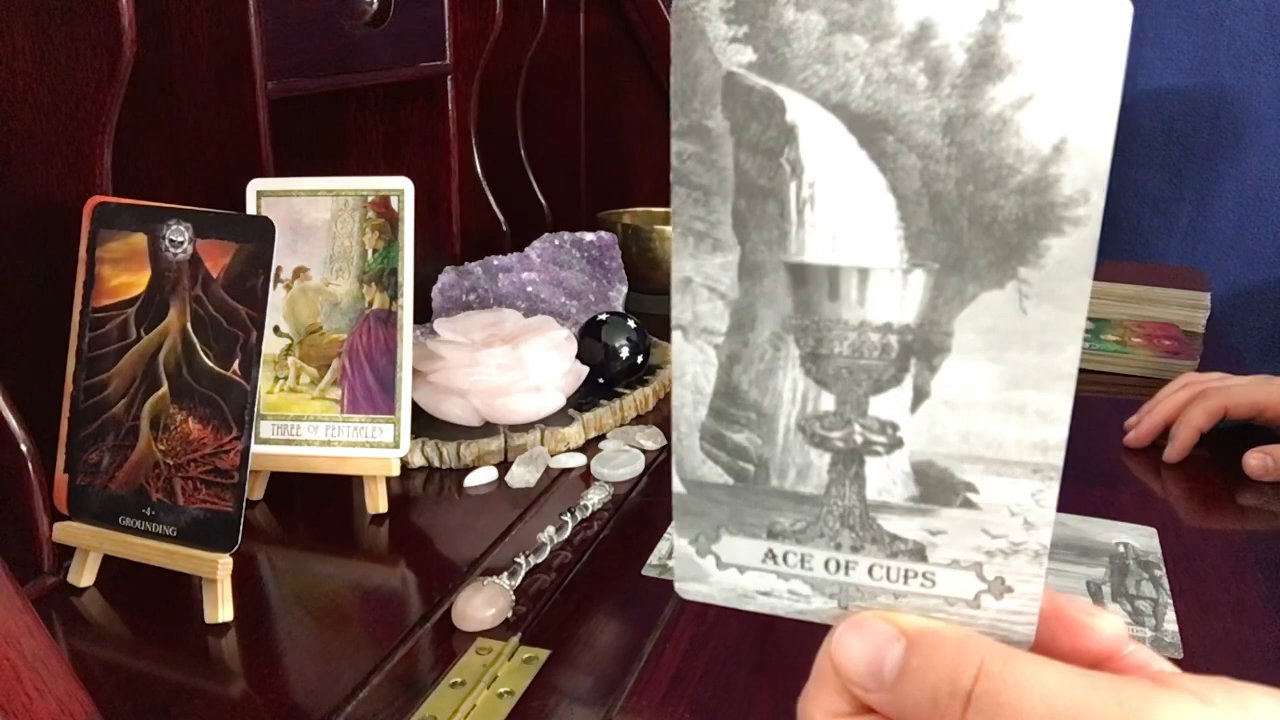 ·4·
GROUNDING
THREE OF PENTACLES
ACE OF CUPS